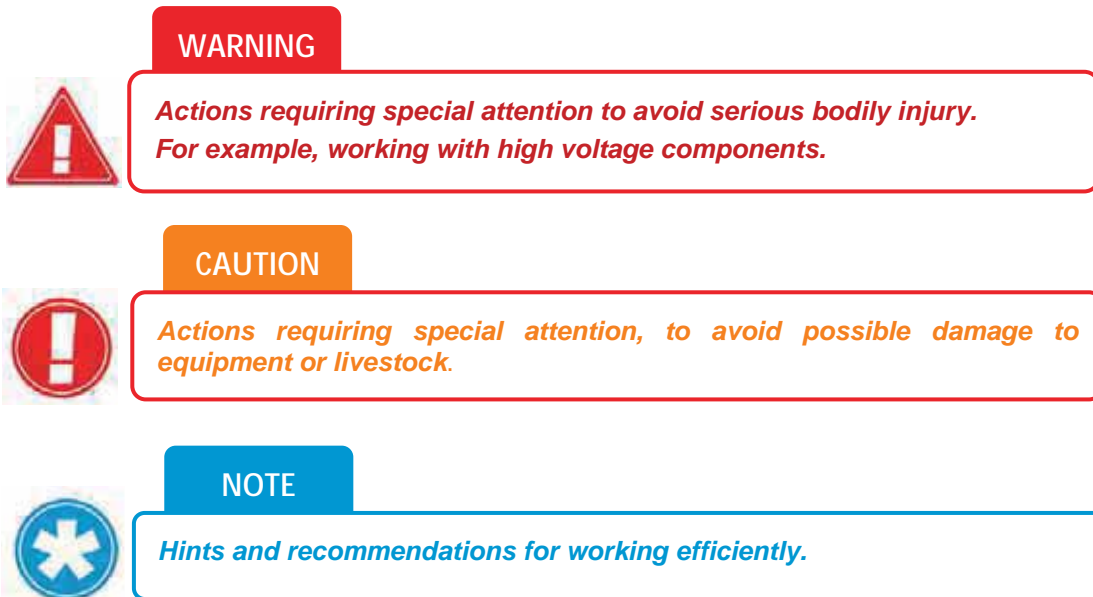 WARNING
Actions requiring special attention to avoid serious bodily injury.
For example, working with high voltage components.
CAUTION
Actions requiring special attention, to avoid possible damage to
equipment or livestock.
NOTE
Hints and recommendations for working efficiently.